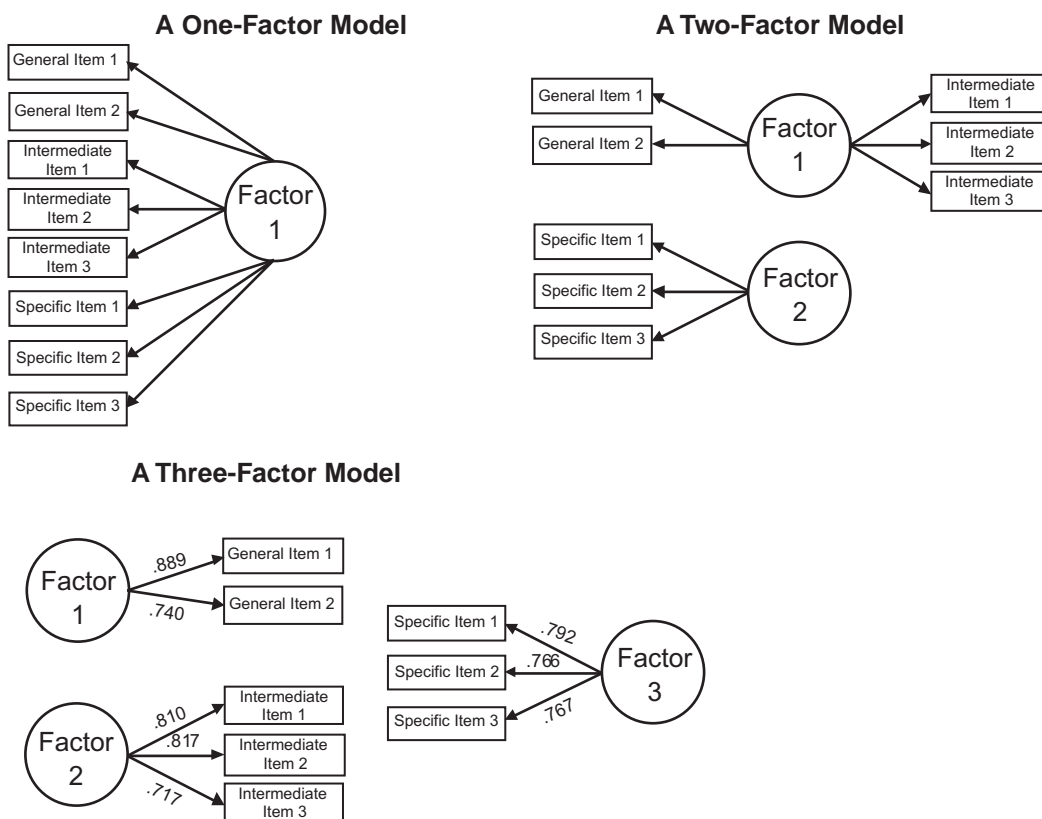 A One-Factor Model
General Item 1
General Item 2
Intermediate
Item 1
Intermediate
Item 2
Intermediate
Item 3
Specific Item 1
Specific Item 2
Specific Item 3
Factor
1
A Two-Factor Model
General Item 1
General Item 2
Factor
1
Intermediate
Item 1
Intermediate
Item 2
Intermediate
Item 3
Specific Item 1
Specific Item 2
Specific Item 3
Factor
2
A Three-Factor Model
Factor
1
.889
.740
General Item 1
General Item 2
Factor
2
.810
.817
.717
Intermediate
Item 1
Intermediate
Item 2
Intermediate
Item 3
Specific Item 1
Specific Item 2
Specific Item 3
.792
.766
.767
Factor
3